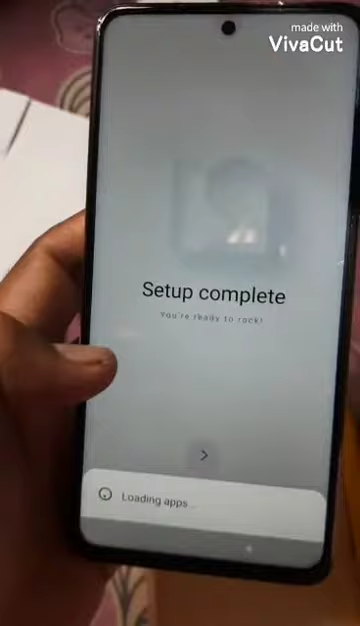 made with
VivaCut
Setup complete
You're ready to rock!
Loading apps...